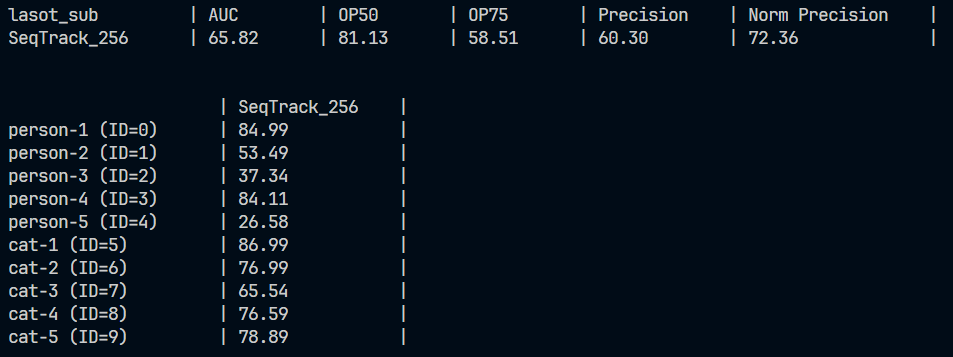 lasot_sub | AUC | OP50 | OP75 | Precision | Norm Precision |
SeqTrack_256 | 65.82 | 81.13 | 58.51 | 60.30 | 72.36 |
| SeqTrack_256 |
person-1 (ID=0) | 84.99 |
person-2 (ID=1) | 53.49 |
person-3 (ID=2) | 37.34 |
person-4 (ID=3) | 84.11 |
person-5 (ID=4) | 26.58 |
cat-1 (ID=5) | 86.99 |
cat-2 (ID=6) | 76.99 |
cat-3 (ID=7) | 65.54 |
cat-4 (ID=8) | 76.59 |
cat-5 (ID=9) | 78.89 |